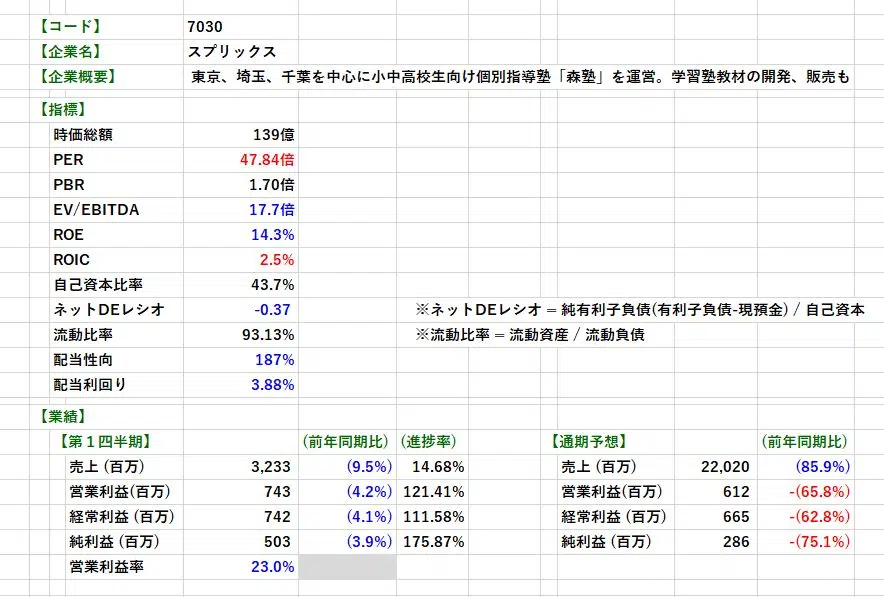 【コード】 7030
【企業名】 スプリックス
【企業概要】 東京、埼玉、千葉を中心に小中高校生向け個別指導塾「森塾」を運営。学習塾教材の開発、販売も
【指標】
時価総額 139億
PER 47.84倍
PBR 1.70倍
EV/EBITDA 17.7倍
ROE 14.3%
ROIC 2.5%
自己資本比率 43.7%
ネットDEレシオ -0.37 ※ネットDEレシオ = 純有利子負債(有利子負債-現預金) / 自己資本
流動比率 93.13% ※流動比率 = 流動資産 / 流動負債
配当性向 187%
配当利回り 3.88%
【業績】
【第１四半期】 (前年同期比) (進捗率) 【通期予想】 (前年同期比)
売上 (百万) 3,233 (9.5%) 14.68% 売上 (百万) 22,020 (85.9%)
営業利益(百万) 743 (4.2%) 121.41% 営業利益(百万) 612 -(65.8%)
経常利益 (百万) 742 (4.1%) 111.58% 経常利益 (百万) 665 -(62.8%)
純利益 (百万) 503 (3.9%) 175.87% 純利益 (百万) 286 -(75.1%)
営業利益率 23.0%